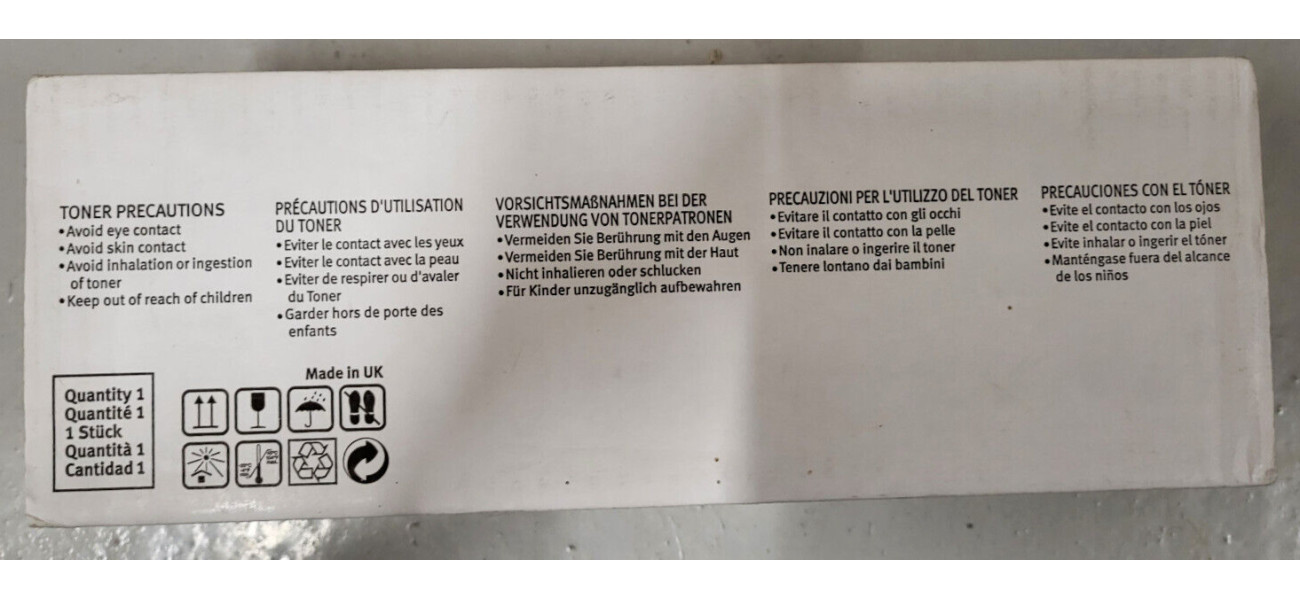 TONER PRECAUTIONS
•Avoid eye contact
•Avoid skin contact
•Avoid inhalation or ingestion
of toner
•Keep out of reach of children
PRÉCAUTIONS D'UTILISATION
DU TONER
•Eviter le contact avec les yeux
•Eviter le contact avec la peau
•Eviter de respirer ou d'avaler
du Toner
•Garder hors de porte des
enfants
VORSICHTSMAßNAHMEN BEI DER
VERWENDUNG VON TONERPATRONEN
•Vermeiden Sie Berührung mit den Augen
•Vermeiden Sie Berührung mit der Haut
•Nicht inhalieren oder schlucken
•Für Kinder unzugänglich aufbewahren
PRECAUZIONI PER L'UTILIZZO DEL TONER
•Evitare il contatto con gli occhi
•Evitare il contatto con la pelle
•Non inalare o ingerire il toner
•Tenere lontano dai bambini
PRECAUCIONES CON EL TÓNER
•Evite el contacto con los ojos
•Evite el contacto con la piel
•Evite inhalar o ingerir el tóner
•Manténgase fuera del alcance
de los niños
Made in UK
Quantity 1
Quantité 1
1 Stück
Quantità 1
Cantidad 1